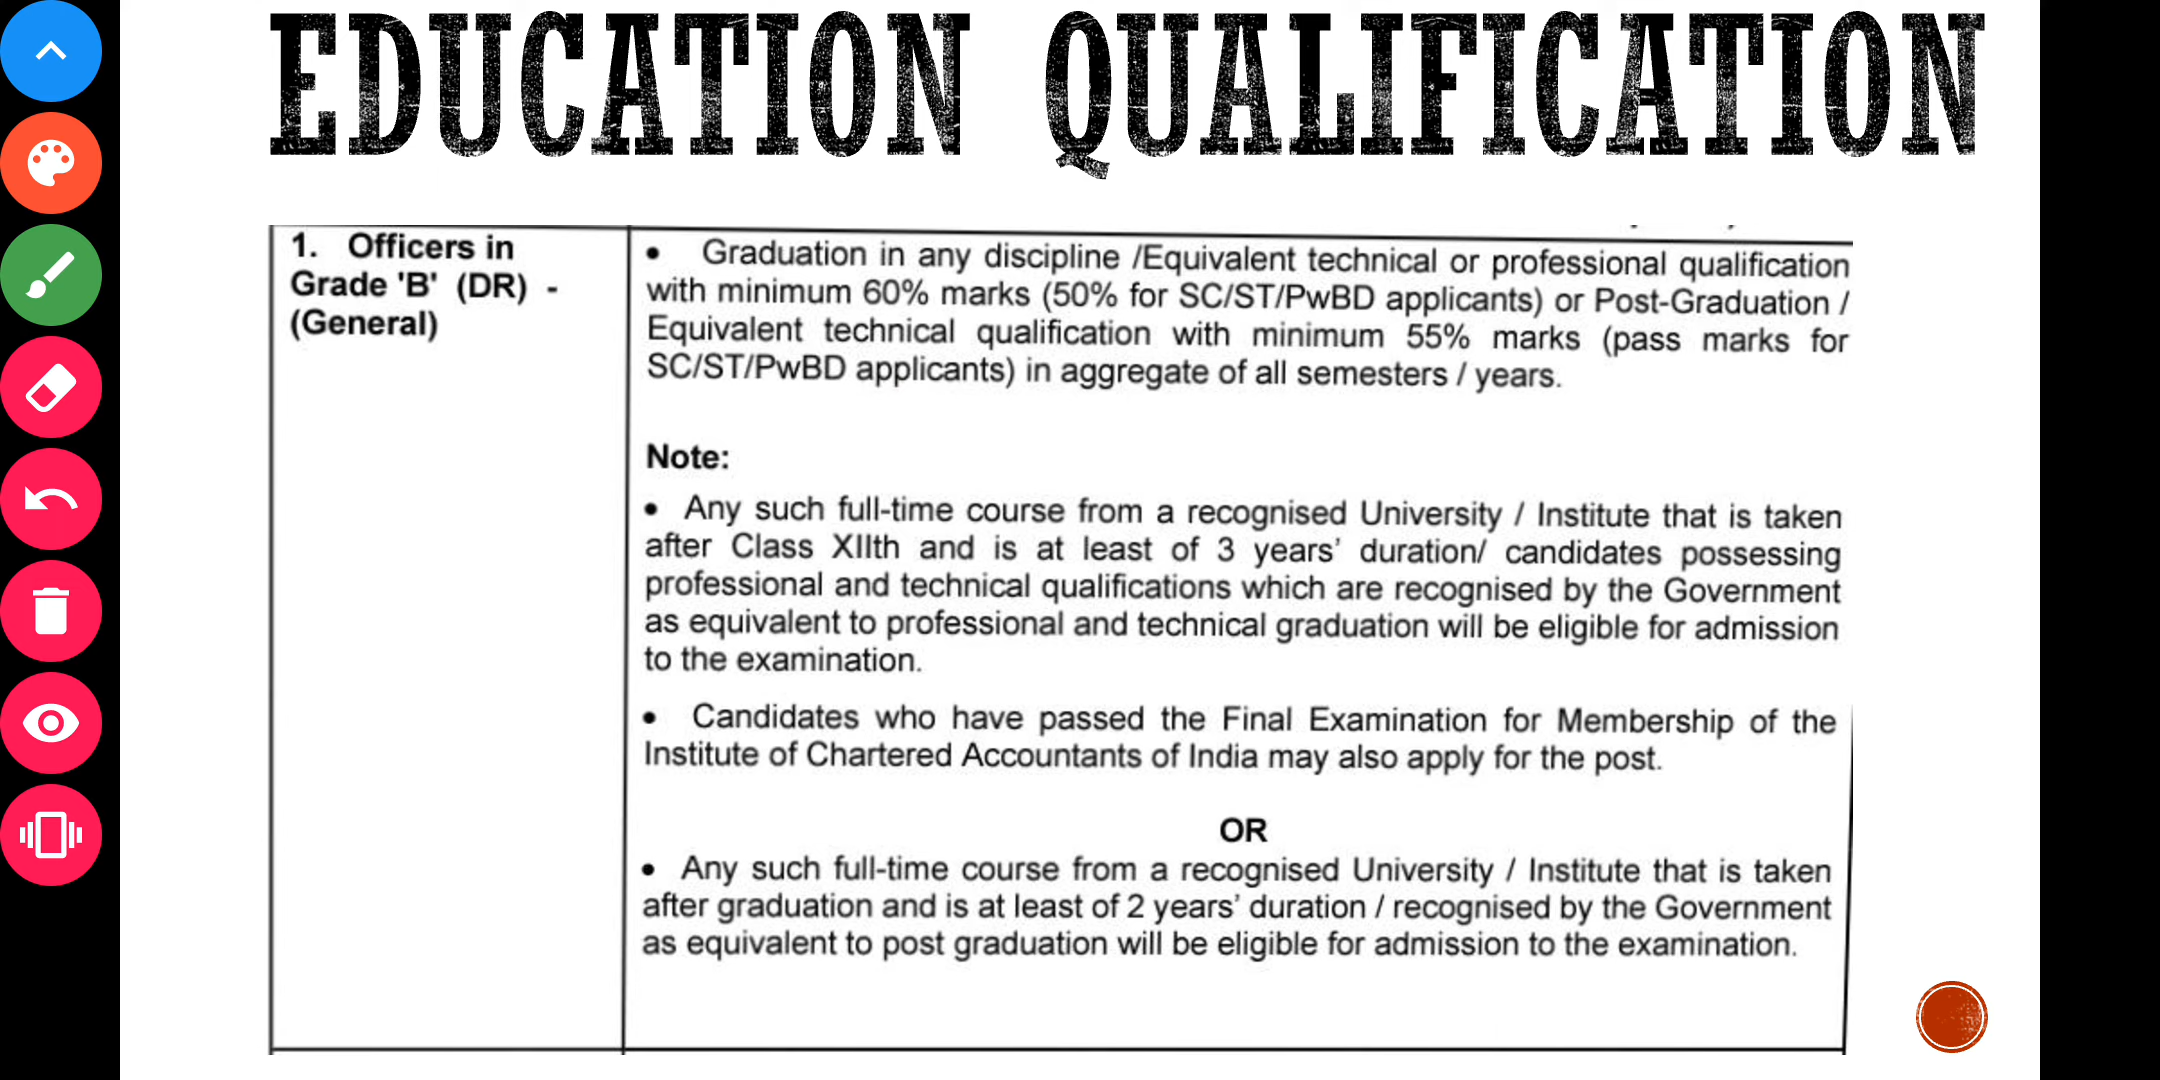 EDUCATION QUALIFICATION
1. Officers in
Grade 'B' (DR) -
(General)
• Graduation in any discipline /Equivalent technical or professional qualification
with minimum 60% marks (50% for SC/ST/PwBD applicants) or Post-Graduation /
Equivalent technical qualification with minimum 55% marks (pass marks for
SC/ST/PwBD applicants) in aggregate of all semesters / years.
Note:
• Any such full-time course from a recognised University / Institute that is taken
after Class XIIth and is at least of 3 years’ duration/ candidates possessing
professional and technical qualifications which are recognised by the Government
as equivalent to professional and technical graduation will be eligible for admission
to the examination.
• Candidates who have passed the Final Examination for Membership of the
Institute of Chartered Accountants of India may also apply for the post.
OR
• Any such full-time course from a recognised University / Institute that is taken
after graduation and is at least of 2 years’ duration / recognised by the Government
as equivalent to post graduation will be eligible for admission to the examination.